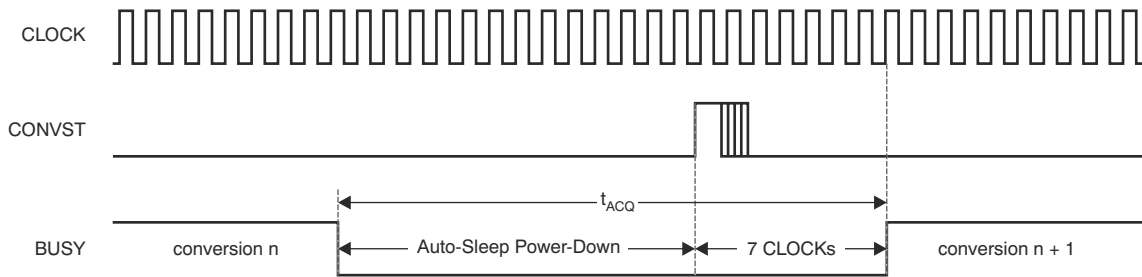 CLOCK
CONVST
t_ACQ
BUSY
conversion n
Auto-Sleep Power-Down
7 CLOCKs
conversion n + 1